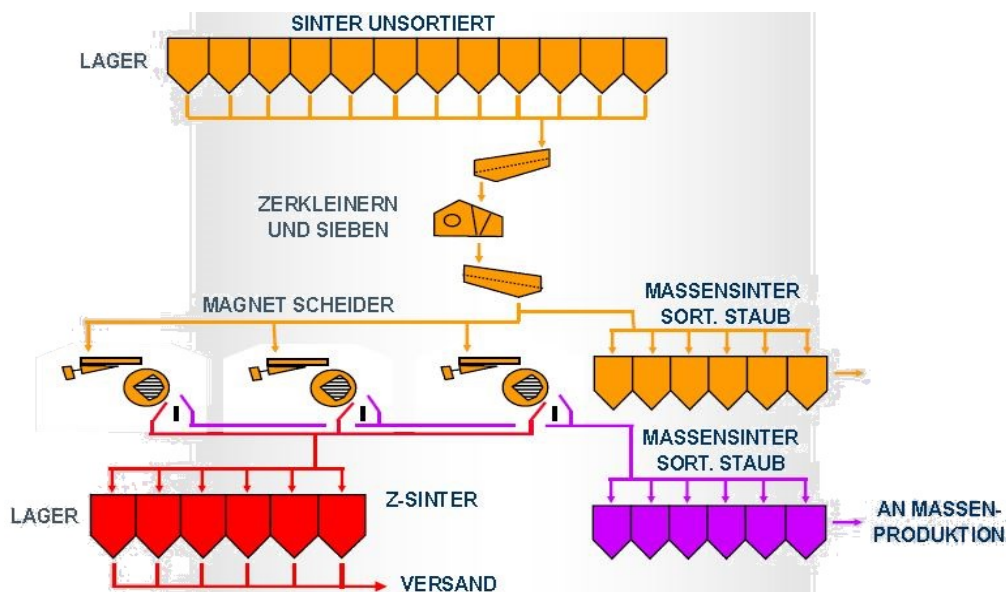 SINTER UNSORTIERT
LAGER
ZERKLEINERN
UND SIEBEN
MAGNET SCHEIDER
MASSENSINTER
SORT. STAUB
MASSENSINTER
SORT. STAUB
Z-SINTER
LAGER
AN MASSEN-
PRODUKTION
VERSAND